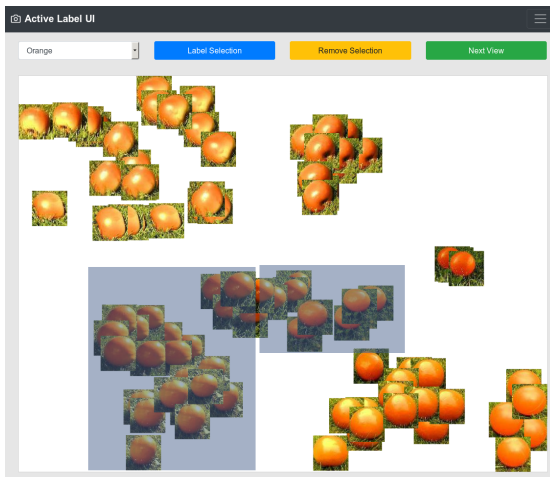 Active Label UI
Orange
Label Selection
Remove Selection
Next View